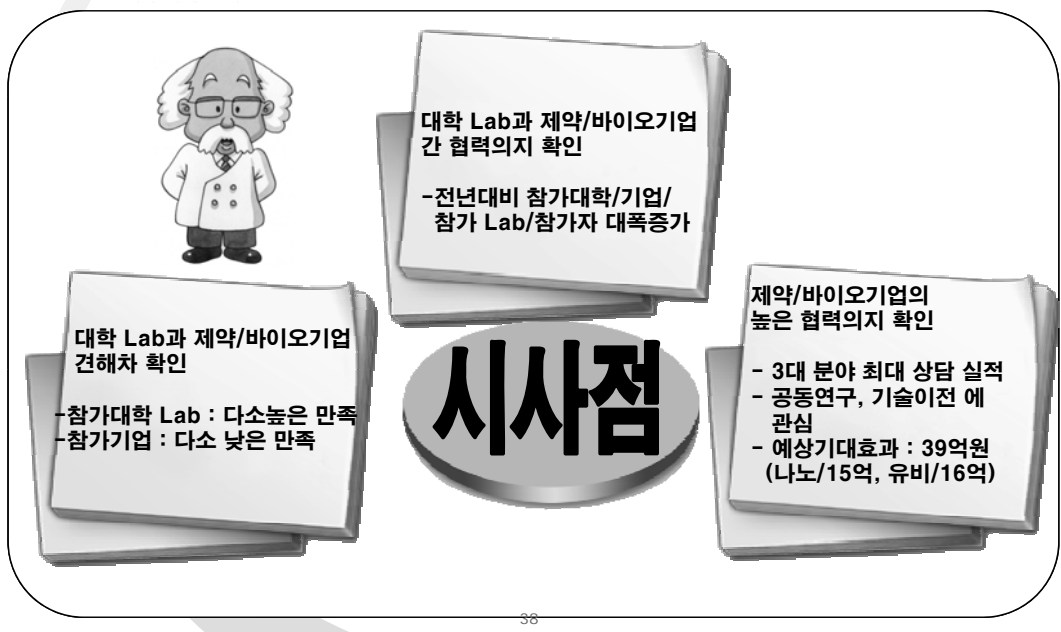 대학 Lab과 제약/바이오기업
간 협력의지 확인
-전년대비 참가대학/기업/
참가 Lab/참가자 대폭증가
대학 Lab과 제약/바이오기업
견해차 확인
-참가대학 Lab : 다소높은 만족
-참가기업 : 다소 낮은 만족
시사점
제약/바이오기업의
높은 협력의지 확인
- 3대 분야 최대 상담 실적
- 공동연구, 기술이전 에
관심
- 예상기대효과 : 39억원
(나노/15억, 유비/16억)
38